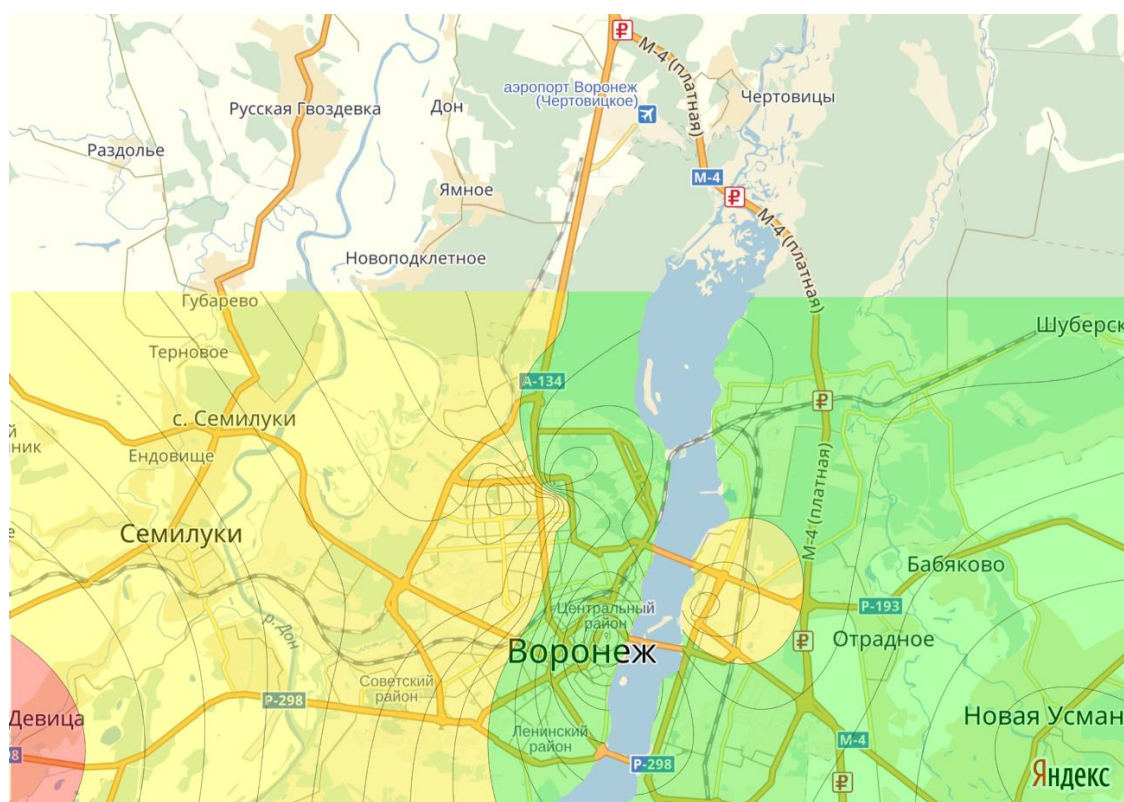 М-4 (платная)
аэропорт Воронеж
(Чертовицкое)
Чертовицы
Русская Гвоздевка
Дон
Раздолье
Ямное
М-4
М-4 (платная)
Новоподклетное
Губарево
Шуберск
Терновое
А-134
с. Семилуки
ник
Ендовище
М-4 (платная)
Семилуки
Бабяково
Р-193
Центральный
район
р. Дон
Отрадное
Воронеж
Советский
район
Р-298
Девица
Новая Усман
Ленинский
район
М-4
Р-298
Яндекс